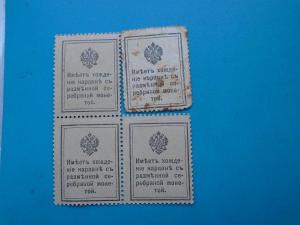 Имѣетъ хожде-
ніе наравнѣ съ
размѣнной се-
ребряной моне-
той.
Имѣетъ хожде-
ніе наравнѣ съ
размѣнной се-
ребряной моне-
той.
Имѣетъ хожде-
ніе наравнѣ съ
размѣнной се-
ребряной моне-
той.
Имѣетъ хожде-
ніе наравнѣ съ
размѣнной се-
ребряной моне-
той.